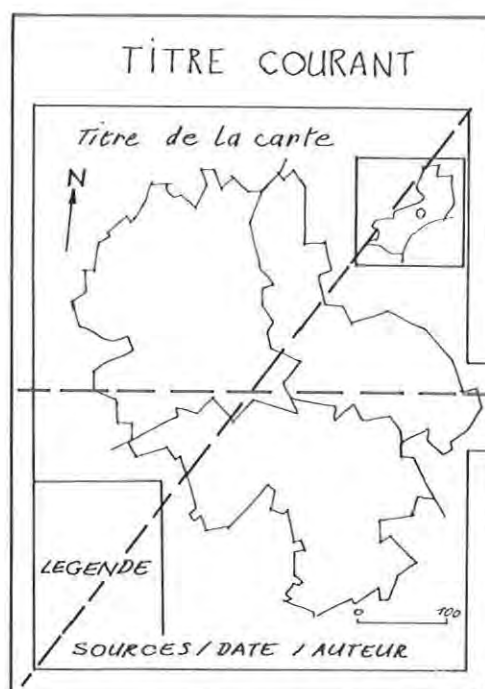 TITRE COURANT
Titre de la carte
N
LEGENDE
0 100
SOURCES / DATE / AUTEUR